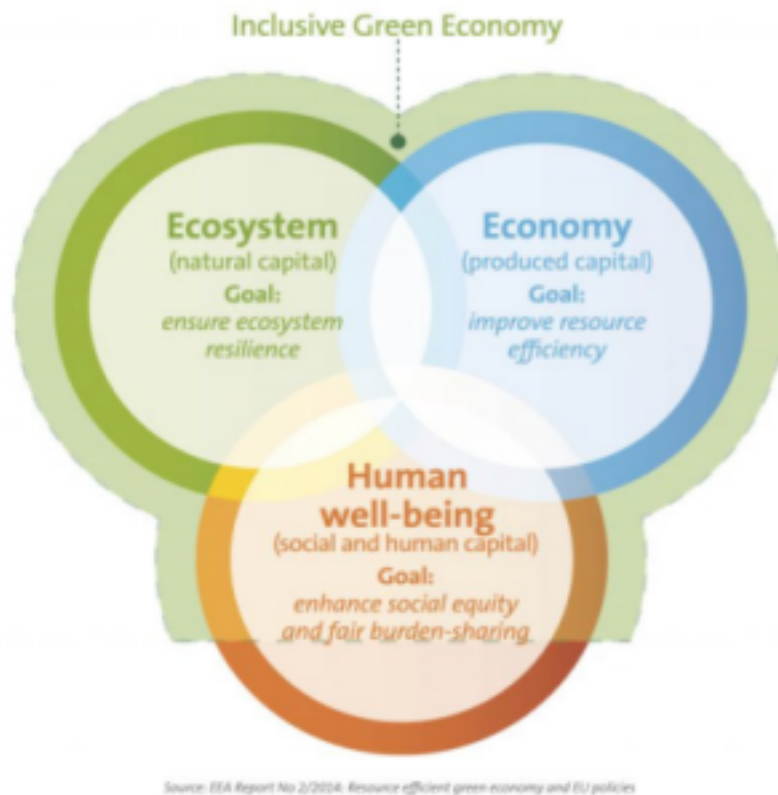 Inclusive Green Economy
Ecosystem
(natural capital)
Goal:
ensure ecosystem
resilience
Economy
(produced capital)
Goal:
improve resource
efficiency
Human
well-being
(social and human capital)
Goal:
enhance social equity
and fair burden-sharing
Source: EEA Report No 2/2014: Resource efficient green economy and EU policies